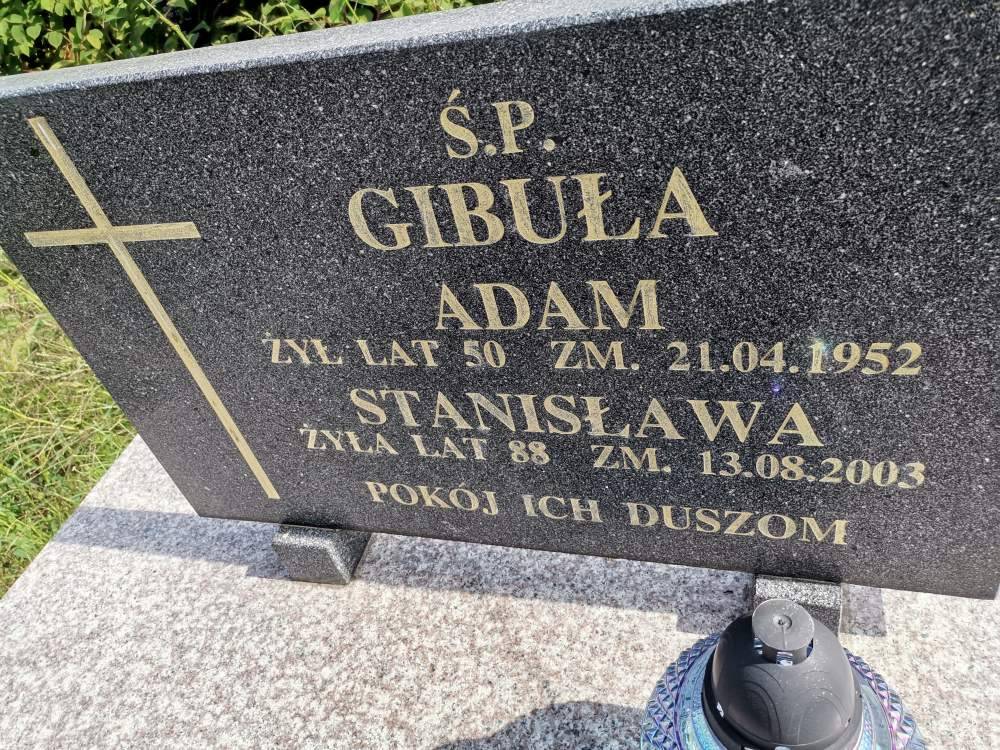 Ś.P.
GIBUŁA
ADAM
ŻYŁ LAT 50 ZM. 21.04.1952
STANISŁAWA
ŻYŁA LAT 88 ZM. 13.08.2003
POKÓJ ICH DUSZOM